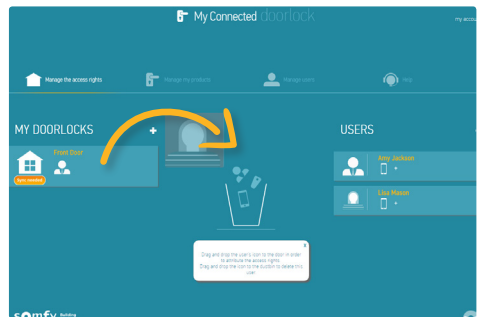 My Connected doorlock
my accou
Manage the access rights
Manage my products
Manage users
Help
MY DOORLOCKS +
Front Door
Sync. needed
USERS
Amy Jackson
+
Lisa Mason
+
x
Drag and drop the user's icon to the door in order
to attribute the access rights.
Drag and drop the icon to the dustbin to delete this
user
somfy.